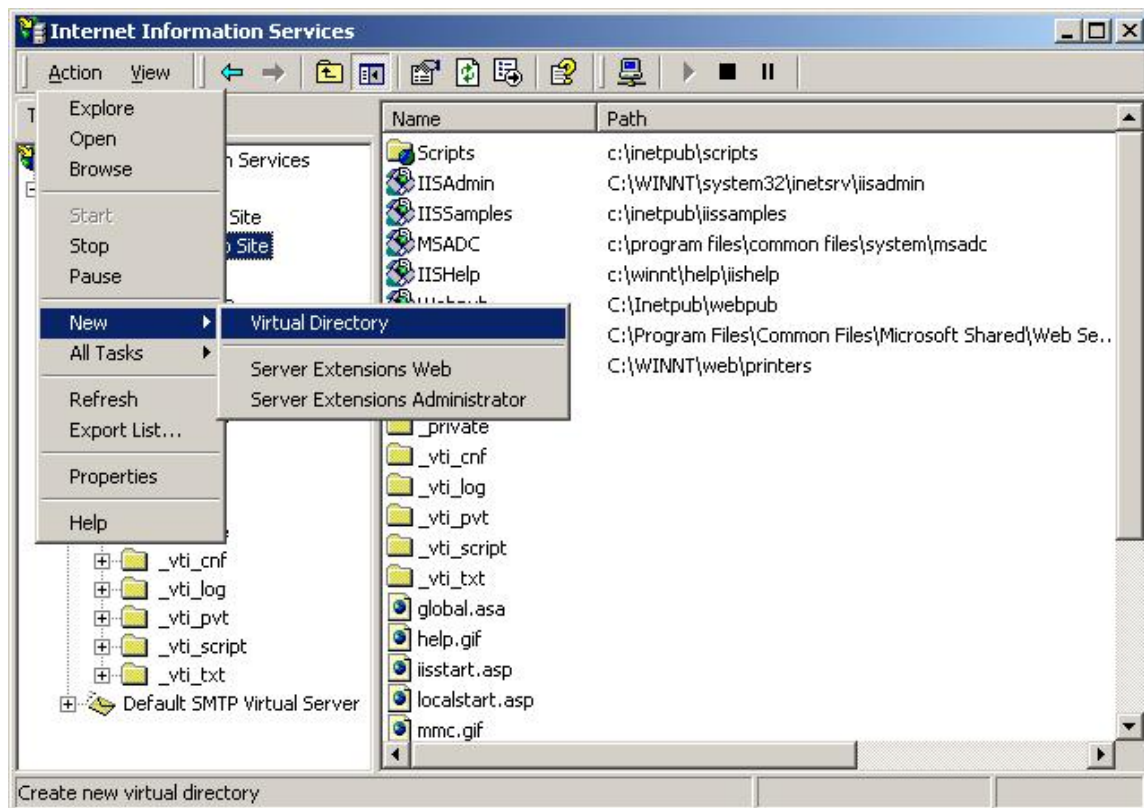 Internet Information Services
Action View
Explore
Open
Browse
Start
Stop
Pause
New
All Tasks
Refresh
Export List...
Properties
Help
Virtual Directory
Server Extensions Web
Server Extensions Administrator
Services
Site
Site
_vti_cnf
_vti_log
_vti_pvt
_vti_script
_vti_txt
Default SMTP Virtual Server
Name Path
Scripts c:\inetpub\scripts
IISAdmin C:\WINNT\system32\inetsrv\iisadmin
IISSamples c:\inetpub\iissamples
MSADC c:\program files\common files\system\msadc
IISHelp c:\winnt\help\iishelp
C:\Inetpub\webpub
C:\Program Files\Common Files\Microsoft Shared\Web Se..
C:\WINNT\web\printers
_private
_vti_cnf
_vti_log
_vti_pvt
_vti_script
_vti_txt
global.asa
help.gif
iisstart.asp
localstart.asp
mmc.gif
Create new virtual directory